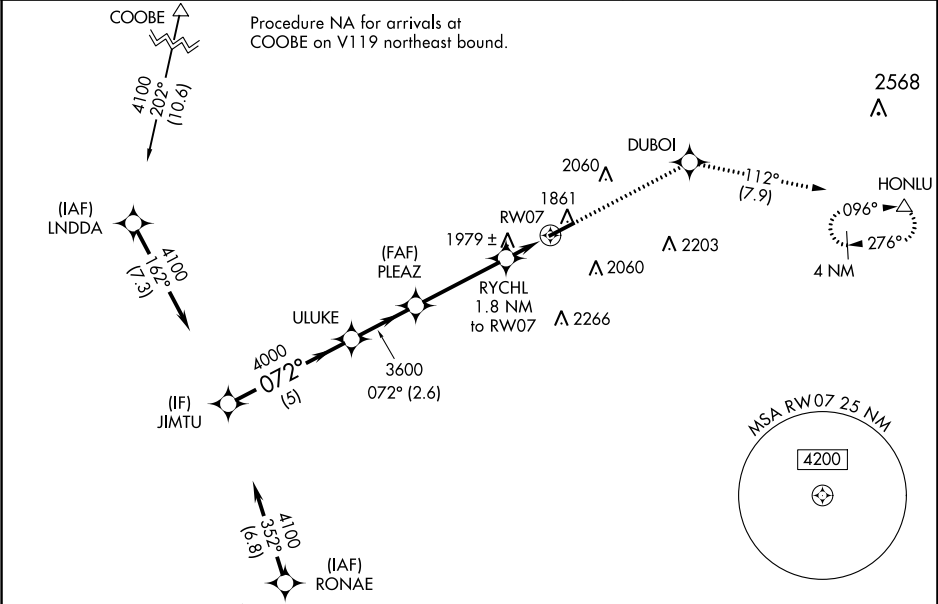 COOBE
Procedure NA for arrivals at
COOBE on V119 northeast bound.
4100
202°
(10.6)
2568
DUBOI
2060
112°
(7.9)
HONLU
(IAF)
LNDDA
1861
RW07
096°
276°
4 NM
1979 ±
2203
4100
162°
(7.3)
(FAF)
PLEAZ
2060
RYCHL
1.8 NM
to RW07
ULUKE
2266
4000
072°
(5)
3600
072° (2.6)
(IF)
JIMTU
MSA RW07 25 NM
4200
4100
352°
(6.8)
(IAF)
RONAE